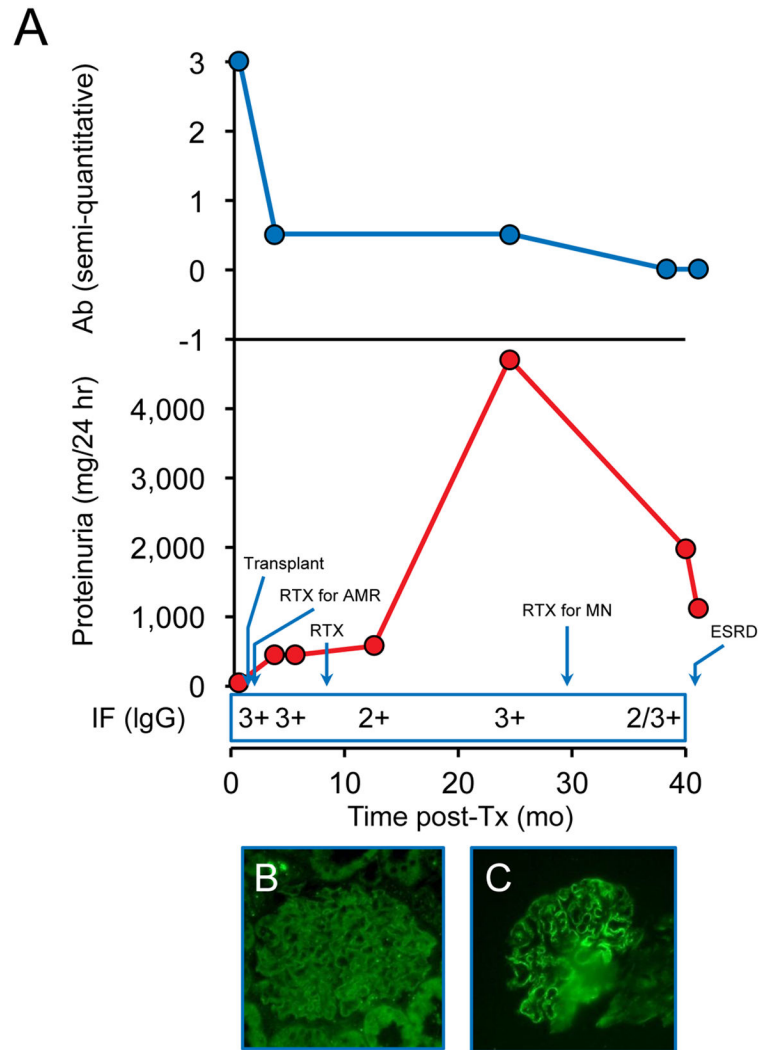 A
Ab (semi-quantitative)
3
2
1
0
-1
Proteinuria (mg/24 hr)
4,000
3,000
2,000
1,000
0
Transplant
RTX for AMR
RTX
RTX for MN
ESRD
IF (IgG)
3+ 3+ 2+ 3+ 2/3+
0 10 20 30 40
Time post-Tx (mo)
B C